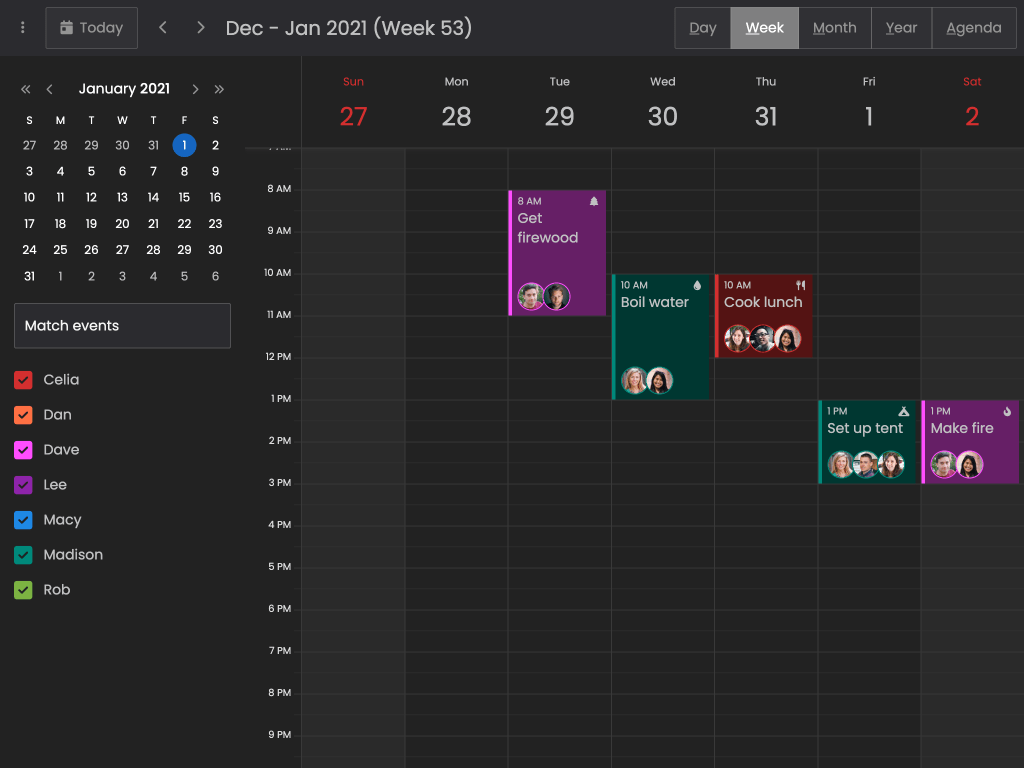 Today
Dec - Jan 2021 (Week 53)
Day Week Month Year Agenda
January 2021
S M T W T F S
27 28 29 30 31 1 2
3 4 5 6 7 8 9
10 11 12 13 14 15 16
17 18 19 20 21 22 23
24 25 26 27 28 29 30
31 1 2 3 4 5 6
Match events
Celia
Dan
Dave
Lee
Macy
Madison
Rob
Sun Mon Tue Wed Thu Fri Sat
27 28 29 30 31 1 2
8 AM
9 AM
10 AM
11 AM
12 PM
1 PM
2 PM
3 PM
4 PM
5 PM
6 PM
7 PM
8 PM
9 PM
8 AM
Get
firewood
10 AM
Boil water
10 AM
Cook lunch
1 PM
Set up tent
1 PM
Make fire